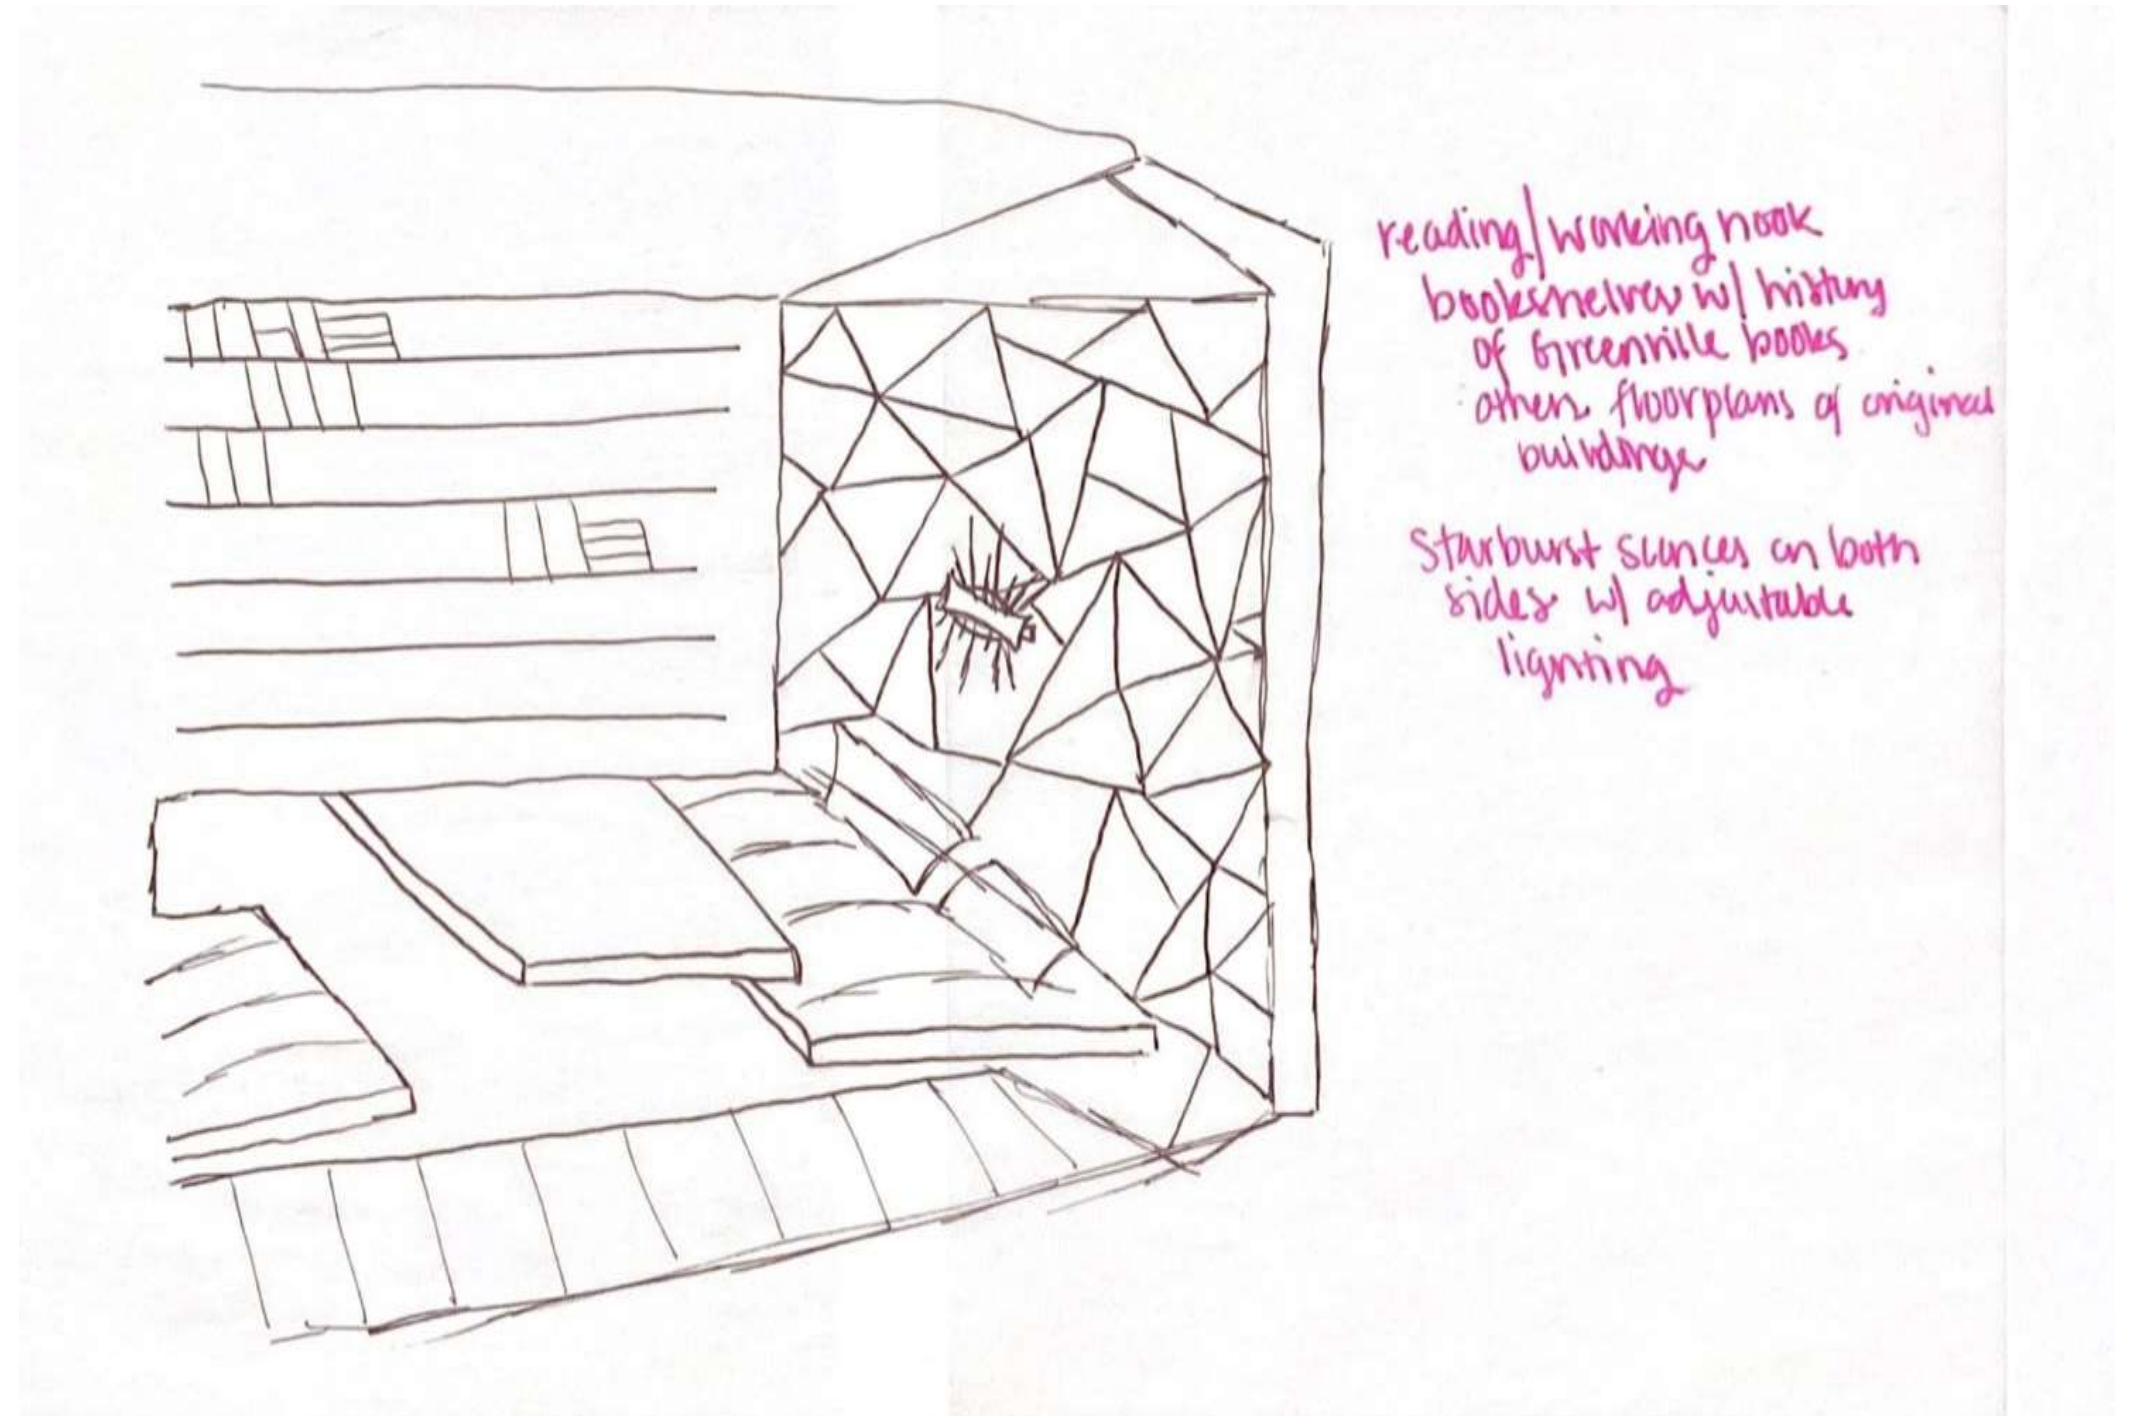 reading/working nook
bookshelves w/ history
of Greenville books
other floorplans of original
buildings
Starburst sconces on both
sides w/ adjustable
lighting